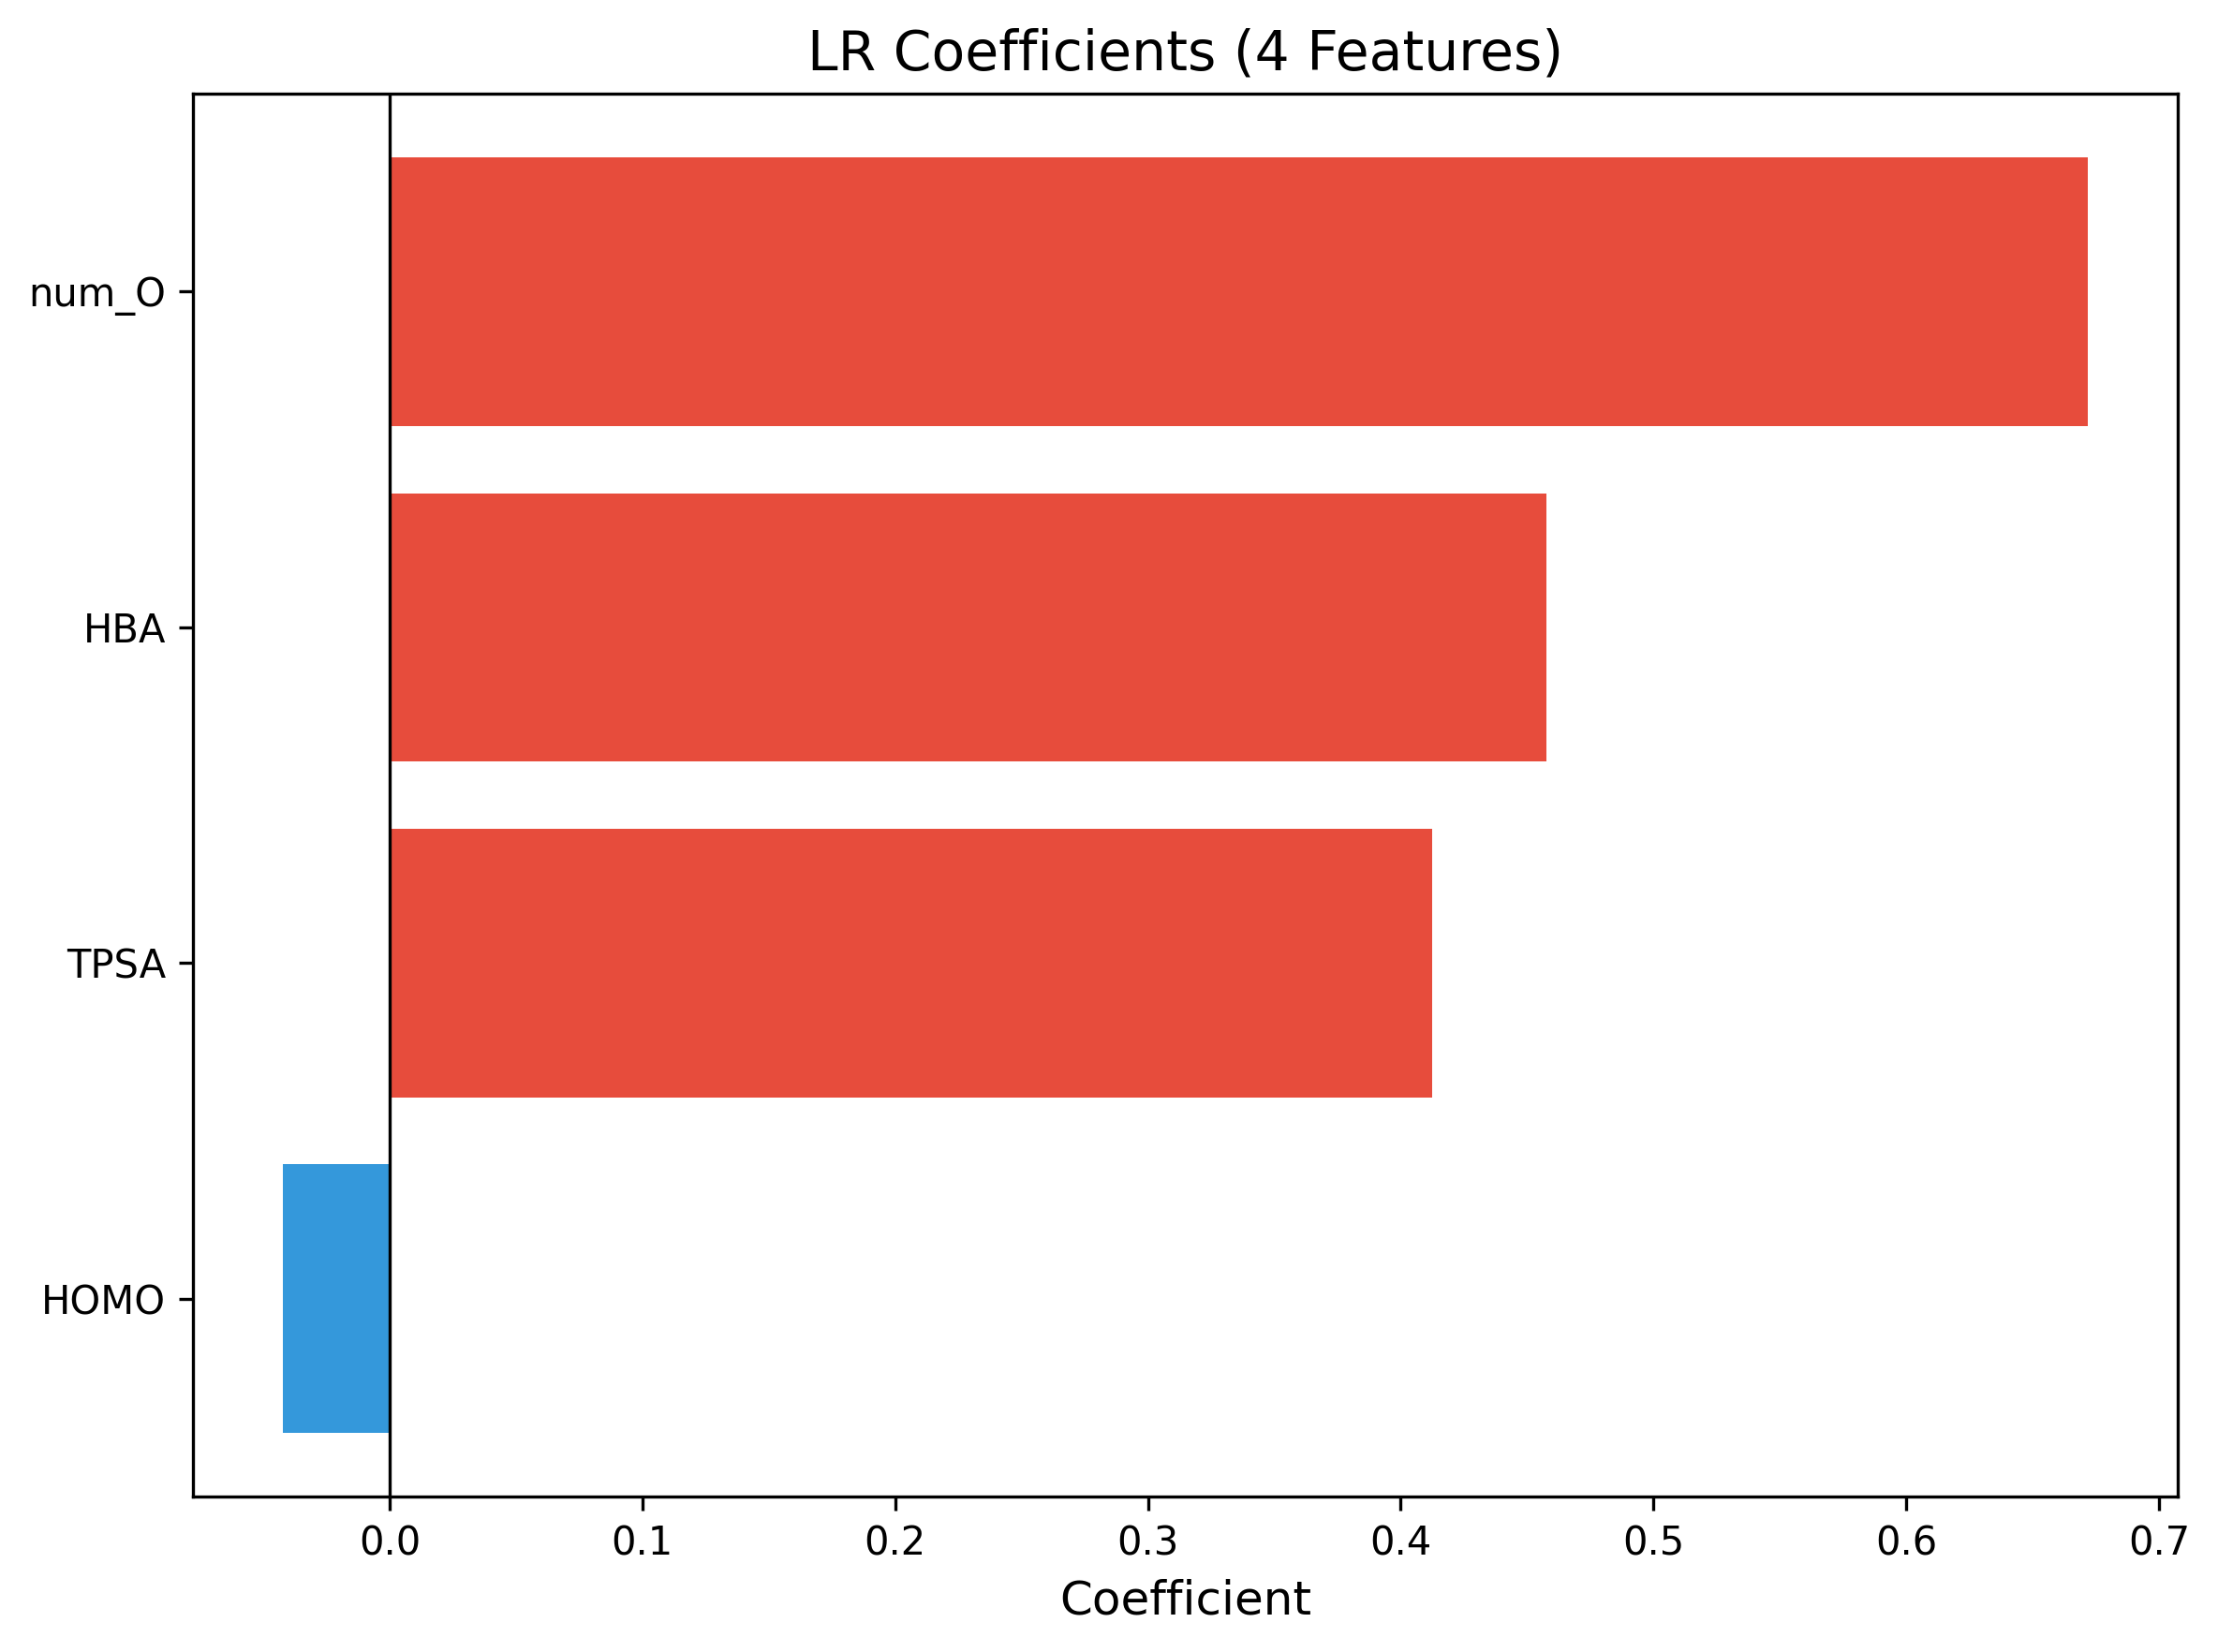 LR Coefficients (4 Features)
num_O
HBA
TPSA
HOMO
0.0 0.1 0.2 0.3 0.4 0.5 0.6 0.7
Coefficient